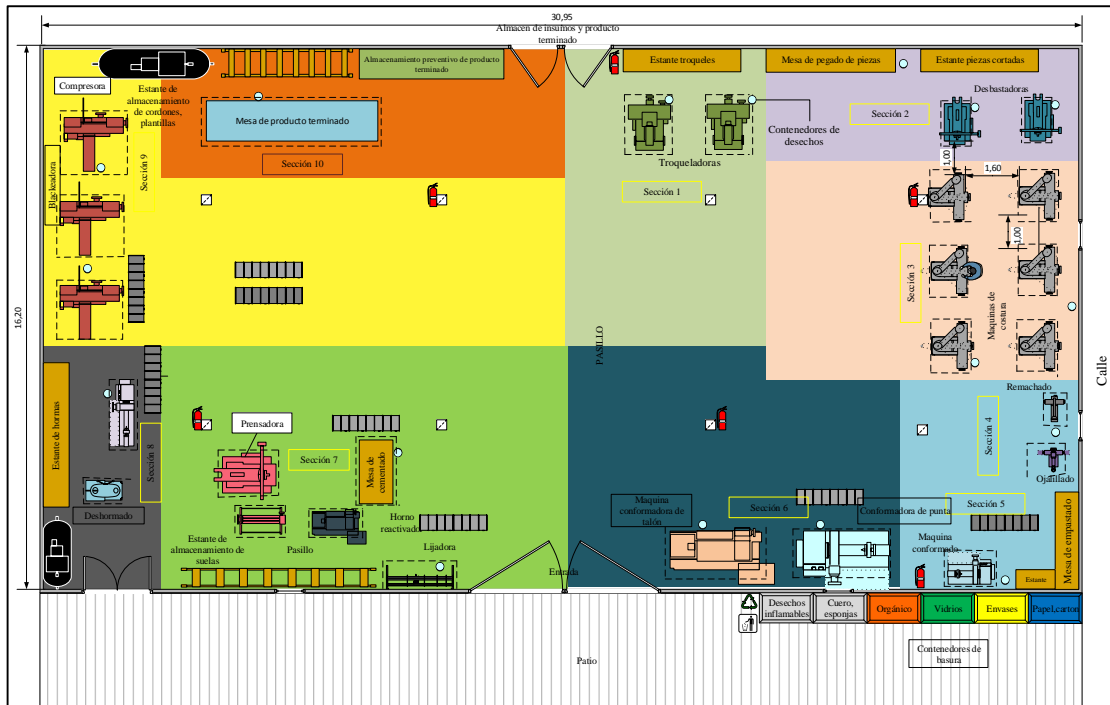 30,95
Almacen de insumos y producto
terminado
Compresora
Estante de
almacenamiento
de cordones,
plantillas
Almacenamiento preventivo de producto
terminado
Mesa de producto terminado
Sección 10
Estante troqueles
Mesa de pegado de piezas
Estante piezas cortadas
Desbastadoras
Sección 2
Contenedores de
desechos
Troqueladoras
Sección 1
1,00
1,60
1,00
Blackeadora
Sección 9
Sección 3
Maquinas de
costura
16,20
PASILLO
Calle
Remachado
Estante de hormas
Sección 8
Prensadora
Sección 7
Mesa de
cementado
Sección 4
Ojanillado
Deshormado
Estante de
almacenamiento de
suelas
Pasillo
Horno
reactivado
Lijadora
Maquina
conformadora de
talón
Sección 6
Conformadora de punta
Sección 5
Maquina
conformado
Mesa de empastado
Estante
Entrada
Desechos
inflamables
Cuero,
esponjas
Orgánico
Vidrios
Envases
Papel,carton
Patio
Contenedores de
basura